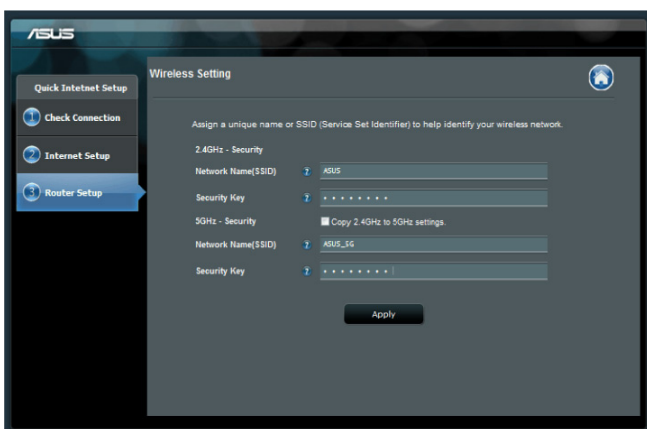 ASUS
Quick Intetnet Setup
1 Check Connection
2 Internet Setup
3 Router Setup
Wireless Setting
Assign a unique name or SSID (Service Set Identifier) to help identify your wireless network.
2.4GHz - Security
Network Name(SSID) ? ASUS
Security Key ? • • • • • • • •
5GHz - Security Copy 2.4GHz to 5GHz settings.
Network Name(SSID) ? ASUS_5G
Security Key ? • • • • • • • •
Apply